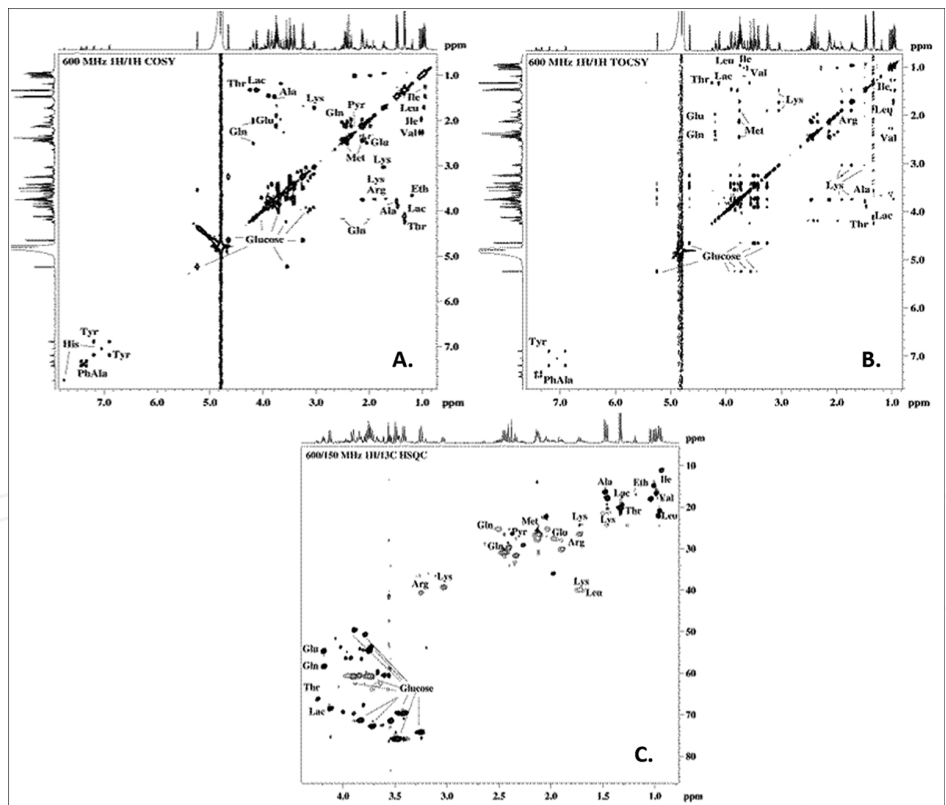 600 MHz 1H/1H COSY
ppm
Thr Lac
Ala
Lys
Ile
Gln Pyr
Leu
Glu
Ile
Gln
Val
Glu
Met
Lys
Lys
Arg
Eth
Ala
Lac
Gln
Thr
Glucose
Tyr
His
Tyr
PhAla
A.
1.0
2.0
3.0
4.0
5.0
6.0
7.0
7.0 6.0 5.0 4.0 3.0 2.0 1.0 ppm
600 MHz 1H/1H TOCSY
ppm
Leu Ile
Thr Lac Val
Ile
Lys
Leu
Glu
Arg
Met
Gln
Val
Lys
Ala
Lac
Thr
Glucose
Tyr
PhAla
B.
1.0
2.0
3.0
4.0
5.0
6.0
7.0
7.0 6.0 5.0 4.0 3.0 2.0 1.0 ppm
600/150 MHz 1H/13C HSQC
ppm
Ala
Eth
Ile
Lac
Val
Thr
Leu
Lys
Lys
Gln
Met
Pyr
Glu
Gln
Arg
Arg
Lys
Lys
Leu
Glu
Gln
Glucose
Thr
Lac
C.
10
20
30
40
50
60
70
80
4.0 3.5 3.0 2.5 2.0 1.5 1.0 ppm